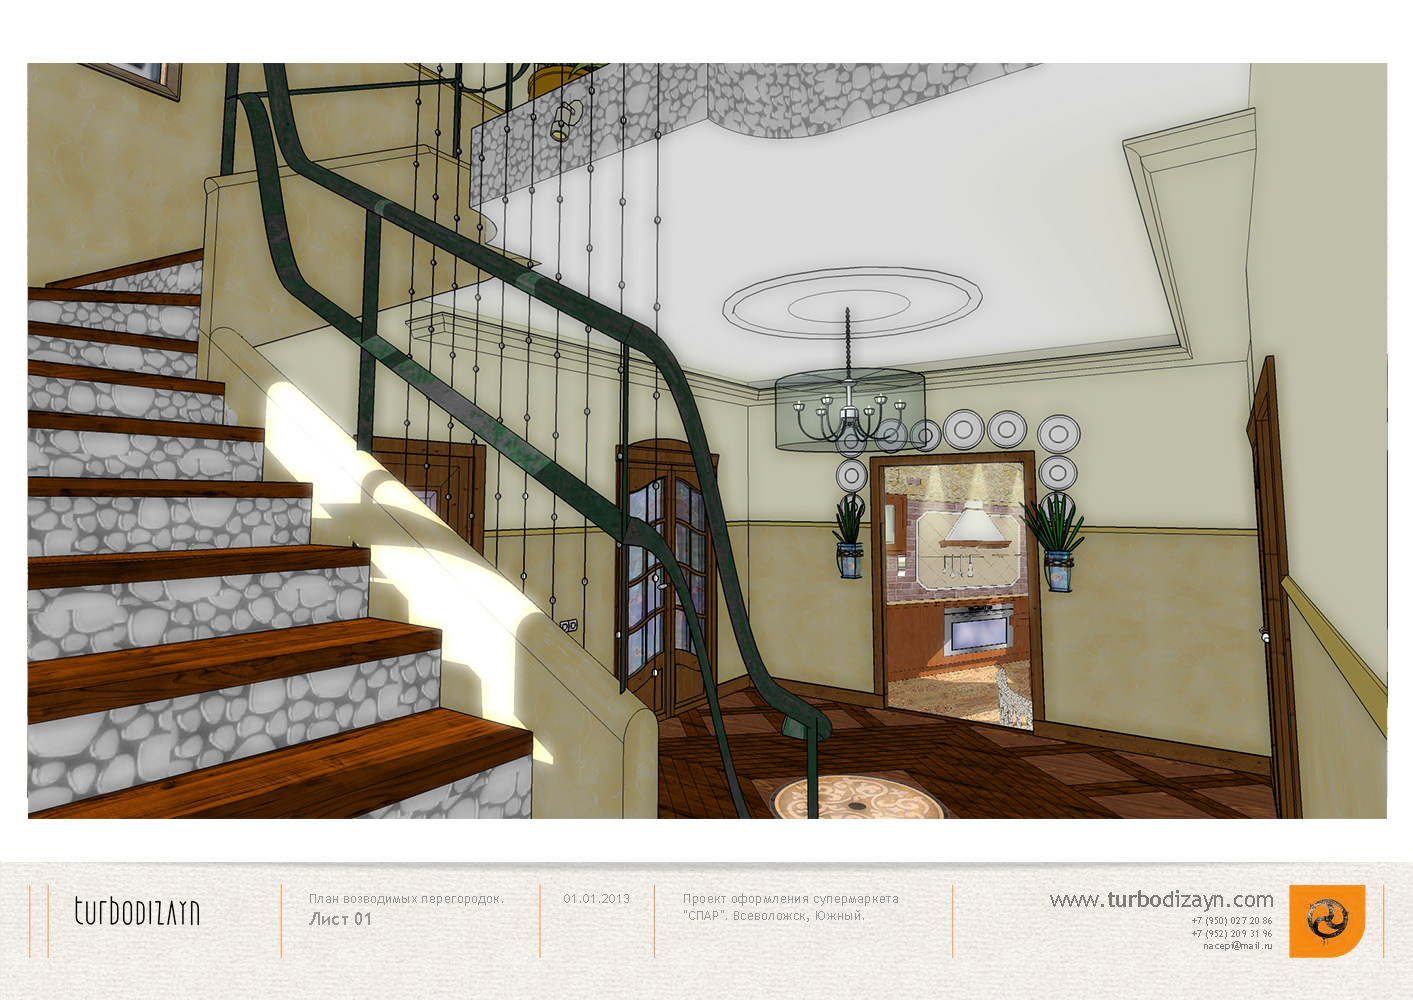 turbodizayn
План возводимых перегородок.
Лист 01
01.01.2013
Проект оформления супермаркета
"СПАР". Всеволожск, Южный.
www.turbodizayn.com
+7 (950) 027 20 86
+7 (952) 209 31 96
nacepi@mail.ru